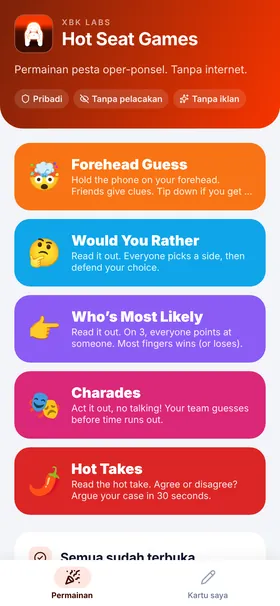 XBK LABS
Hot Seat Games
Permainan pesta oper-ponsel. Tanpa internet.
Pribadi
Tanpa pelacakan
Tanpa iklan
Forehead Guess
Hold the phone on your forehead.
Friends give clues. Tip down if you get ...
Would You Rather
Read it out. Everyone picks a side, then
defend your choice.
Who's Most Likely
Read it out. On 3, everyone points at
someone. Most fingers wins (or loses).
Charades
Act it out, no talking! Your team guesses
before time runs out.
Hot Takes
Read the hot take. Agree or disagree?
Argue your case in 30 seconds.
Semua sudah terbuka
Permainan
Kartu saya